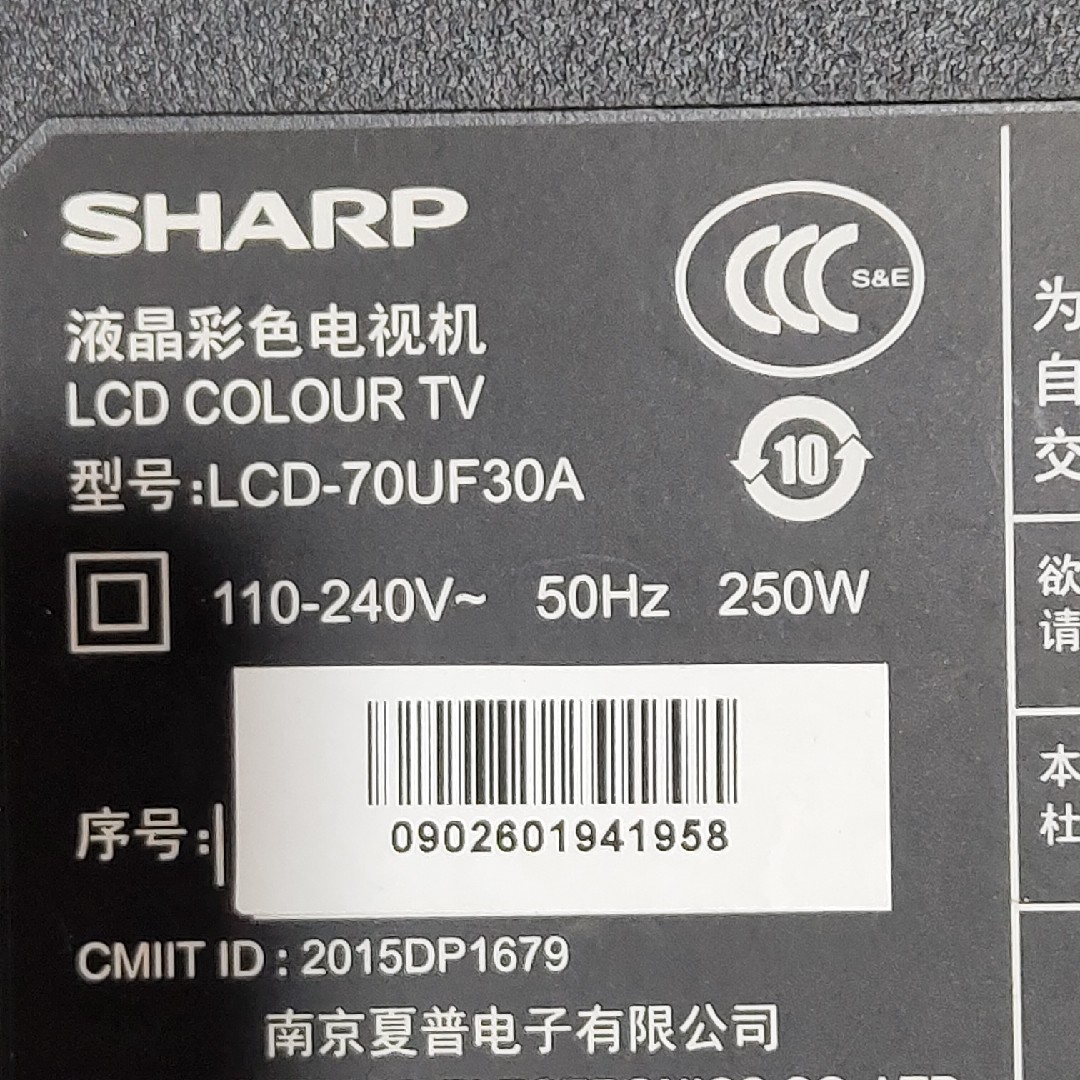 SHARP
CCC S&E
液晶彩色电视机
LCD COLOUR TV
型号:LCD-70UF30A
10
110-240V~ 50Hz 250W
序号:
0902601941958
CMIIT ID : 2015DP1679
南京夏普电子有限公司
为
自
交
欲
请
本
杜